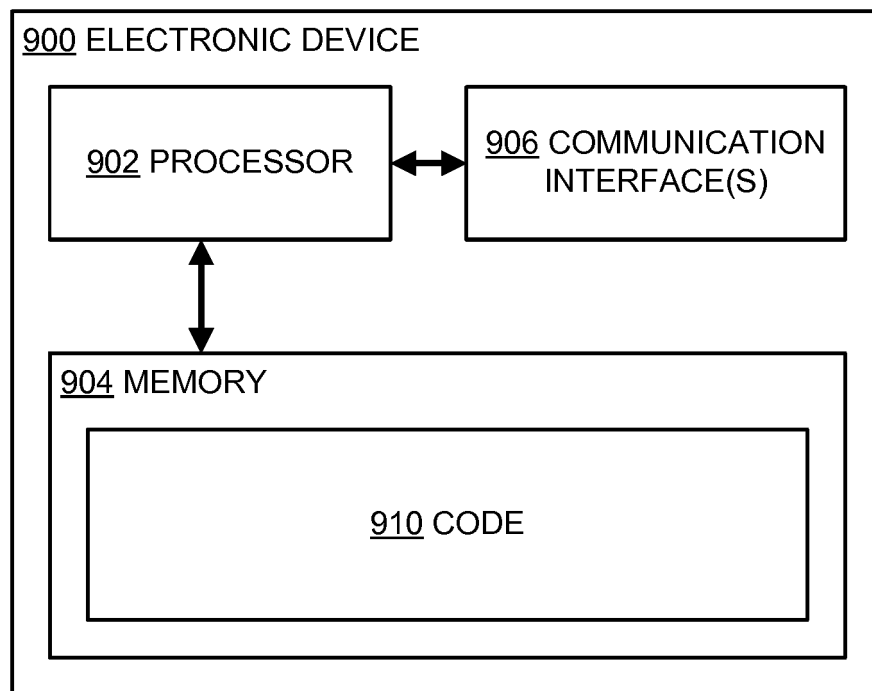 900 ELECTRONIC DEVICE
902 PROCESSOR
906 COMMUNICATION
INTERFACE(S)
904 MEMORY
910 CODE